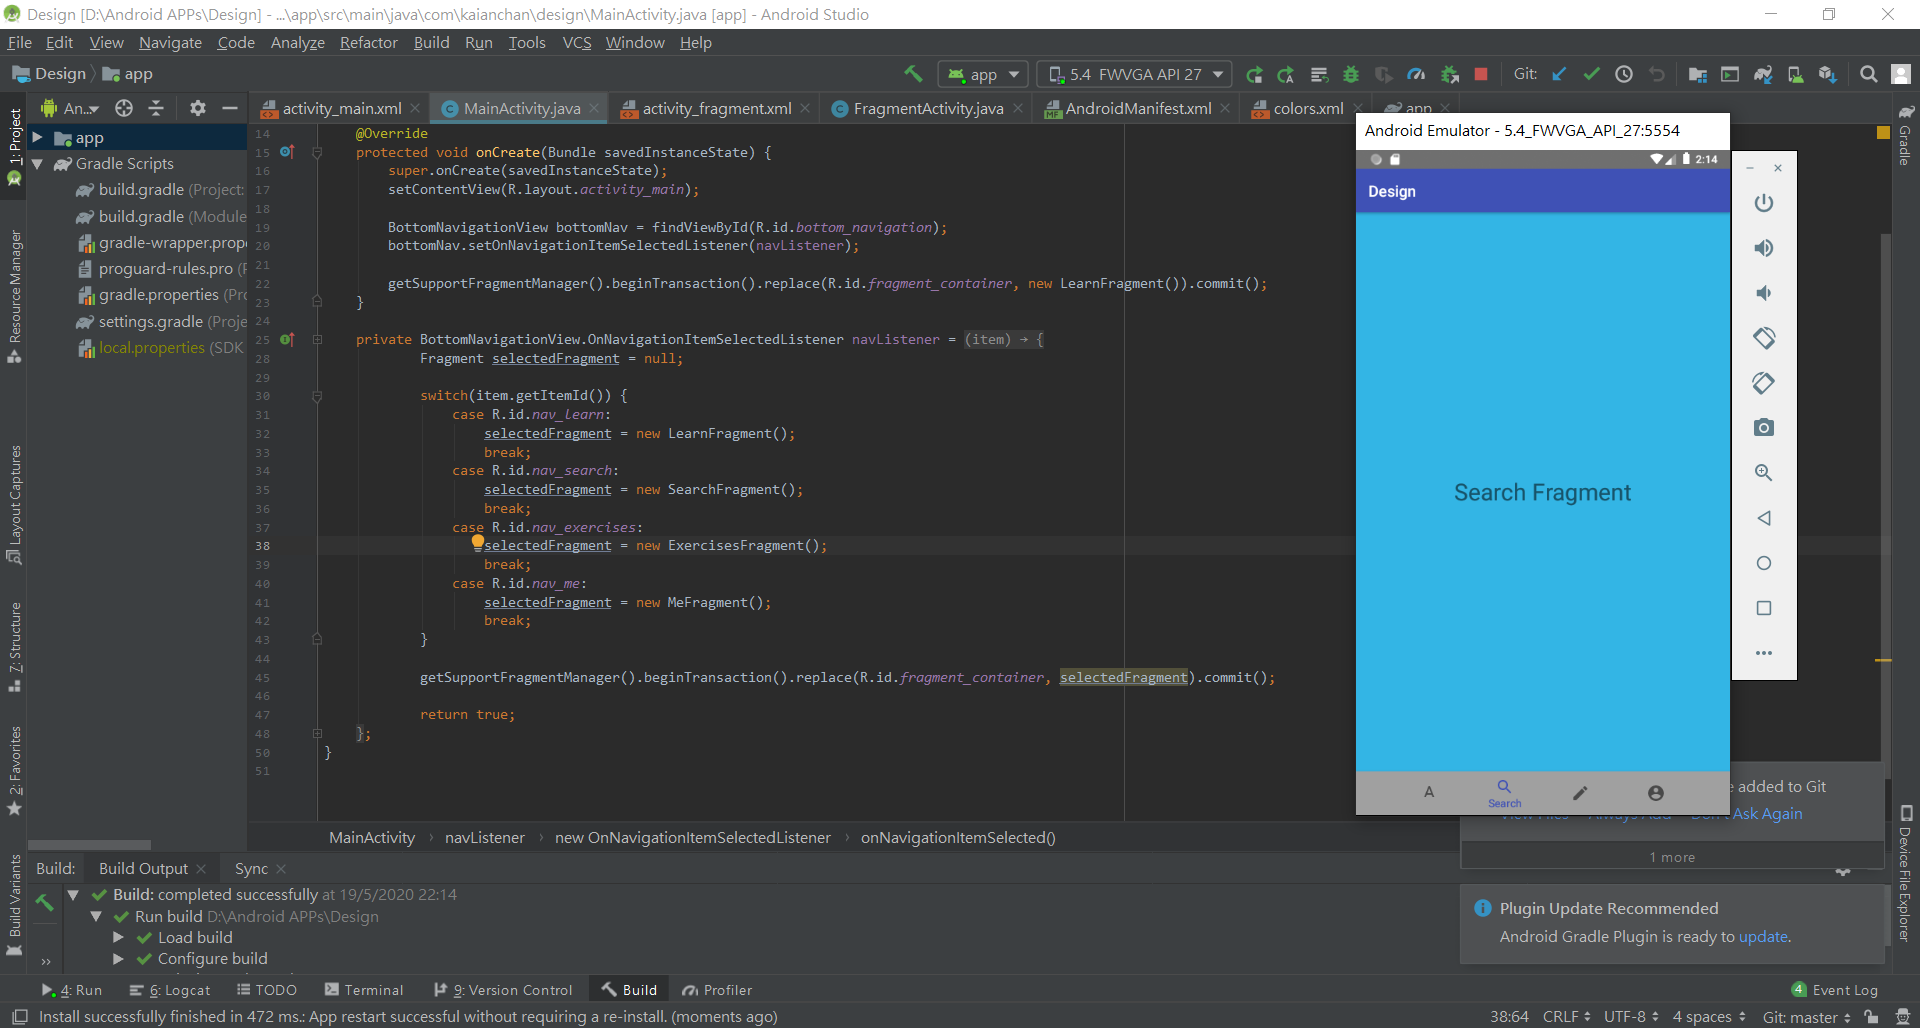 Design [D:\Android APPs\Design] - ...\app\src\main\java\com\kaianchan\design\MainActivity.java [app] - Android Studio
File Edit View Navigate Code Analyze Refactor Build Run Tools VCS Window Help
Design app
app 5.4 FWVGA API 27 Git:
An... activity_main.xml MainActivity.java activity_fragment.xml FragmentActivity.java AndroidManifest.xml colors.xml app
1: Project
Resource Manager
Layout Captures
7: Structure
2: Favorites
Build Variants
app
Gradle Scripts
build.gradle (Project:
build.gradle (Module
gradle-wrapper.prope
proguard-rules.pro (P
gradle.properties (Pro
settings.gradle (Proje
local.properties (SDK
14 @Override
15 protected void onCreate(Bundle savedInstanceState) {
16 super.onCreate(savedInstanceState);
17 setContentView(R.layout.activity_main);
18
19 BottomNavigationView bottomNav = findViewById(R.id.bottom_navigation);
20 bottomNav.setOnNavigationItemSelectedListener(navListener);
21
22 getSupportFragmentManager().beginTransaction().replace(R.id.fragment_container, new LearnFragment()).commit();
23 }
24
25 private BottomNavigationView.OnNavigationItemSelectedListener navListener = (item) → {
28 Fragment selectedFragment = null;
29
30 switch(item.getItemId()) {
31 case R.id.nav_learn:
32 selectedFragment = new LearnFragment();
33 break;
34 case R.id.nav_search:
35 selectedFragment = new SearchFragment();
36 break;
37 case R.id.nav_exercises:
38 selectedFragment = new ExercisesFragment();
39 break;
40 case R.id.nav_me:
41 selectedFragment = new MeFragment();
42 break;
43 }
44
45 getSupportFragmentManager().beginTransaction().replace(R.id.fragment_container, selectedFragment).commit();
46
47 return true;
48 };
50 }
51
MainActivity navListener new OnNavigationItemSelectedListener onNavigationItemSelected()
Android Emulator - 5.4_FWVGA_API_27:5554
2:14
Design
Search Fragment
A
Search
Gradle
Device File Explorer
added to Git
View Files Always Add Don't Ask Again
1 more
Plugin Update Recommended
Android Gradle Plugin is ready to update.
Build: Build Output Sync
Build: completed successfully at 19/5/2020 22:14
Run build D:\Android APPs\Design
Load build
Configure build
4: Run 6: Logcat TODO Terminal 9: Version Control Build Profiler 4 Event Log
Install successfully finished in 472 ms.: App restart successful without requiring a re-install. (moments ago) 38:64 CRLF UTF-8 4 spaces Git: master